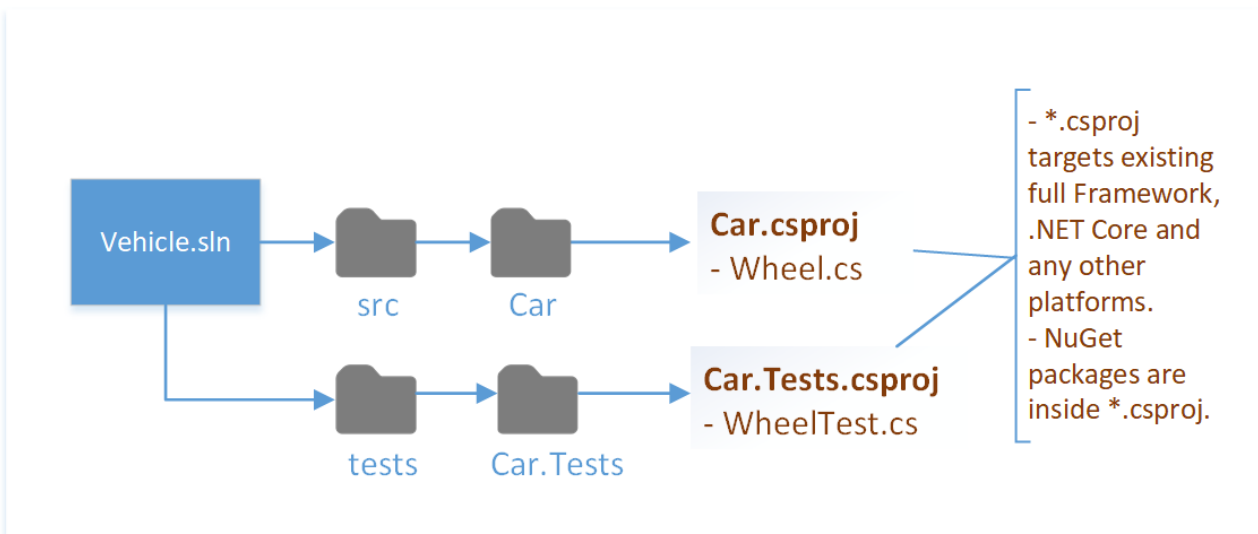 Vehicle.sln
src
Car
Car.csproj
- Wheel.cs
tests
Car.Tests
Car.Tests.csproj
- WheelTest.cs
- *.csproj
targets existing
full Framework,
.NET Core and
any other
platforms.
- NuGet
packages are
inside *.csproj.